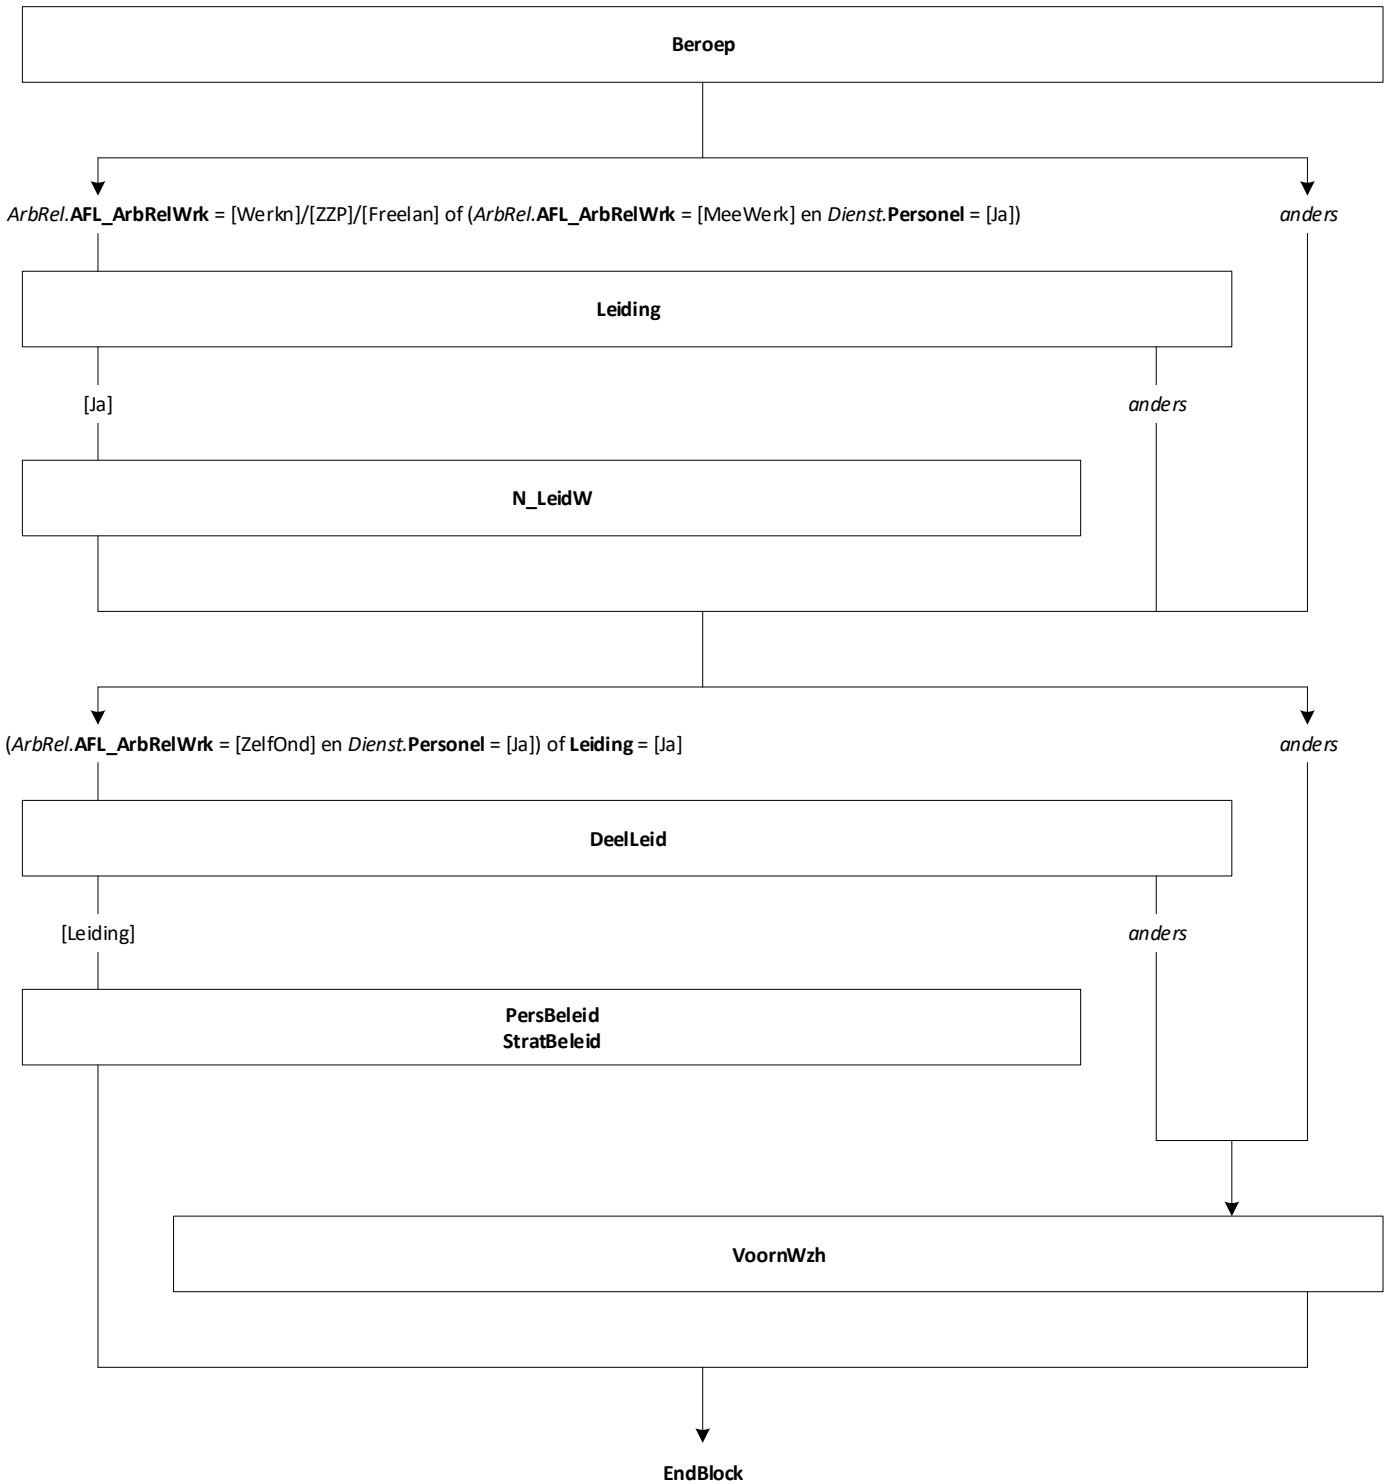 Beroep
ArbRel.AFL_ArbRelWrk = [Werkn]/[ZZP]/[Freelan] of (ArbRel.AFL_ArbRelWrk = [MeeWerk] en Dienst.Personel = [Ja])
anders
Leiding
[Ja]
anders
N_LeidW
(ArbRel.AFL_ArbRelWrk = [ZelfOnd] en Dienst.Personel = [Ja]) of Leiding = [Ja]
anders
DeelLeid
[Leiding]
anders
PersBeleid
StratBeleid
VoornWzh
EndBlock